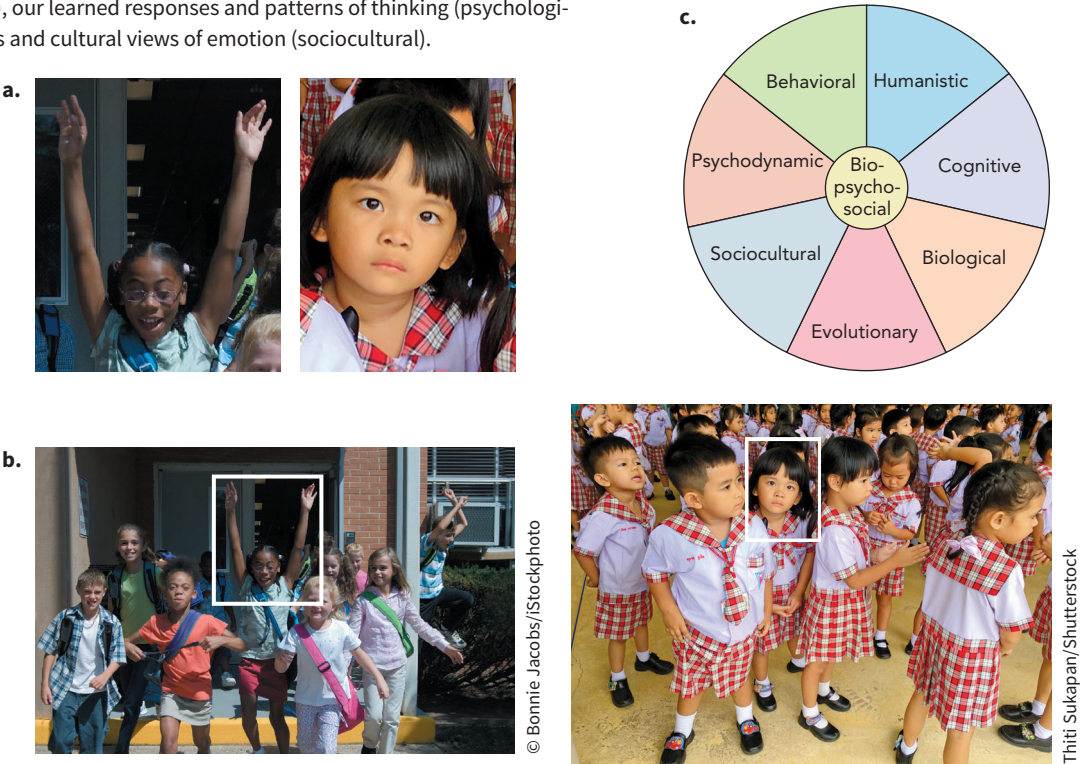 ), our learned responses and patterns of thinking (psychologi-
s and cultural views of emotion (sociocultural).
a.
b.
© Bonnie Jacobs/iStockphoto
c.
Behavioral
Humanistic
Psychodynamic
Bio-
psycho-
social
Cognitive
Sociocultural
Biological
Evolutionary
Thiti Sukapan/Shutterstock